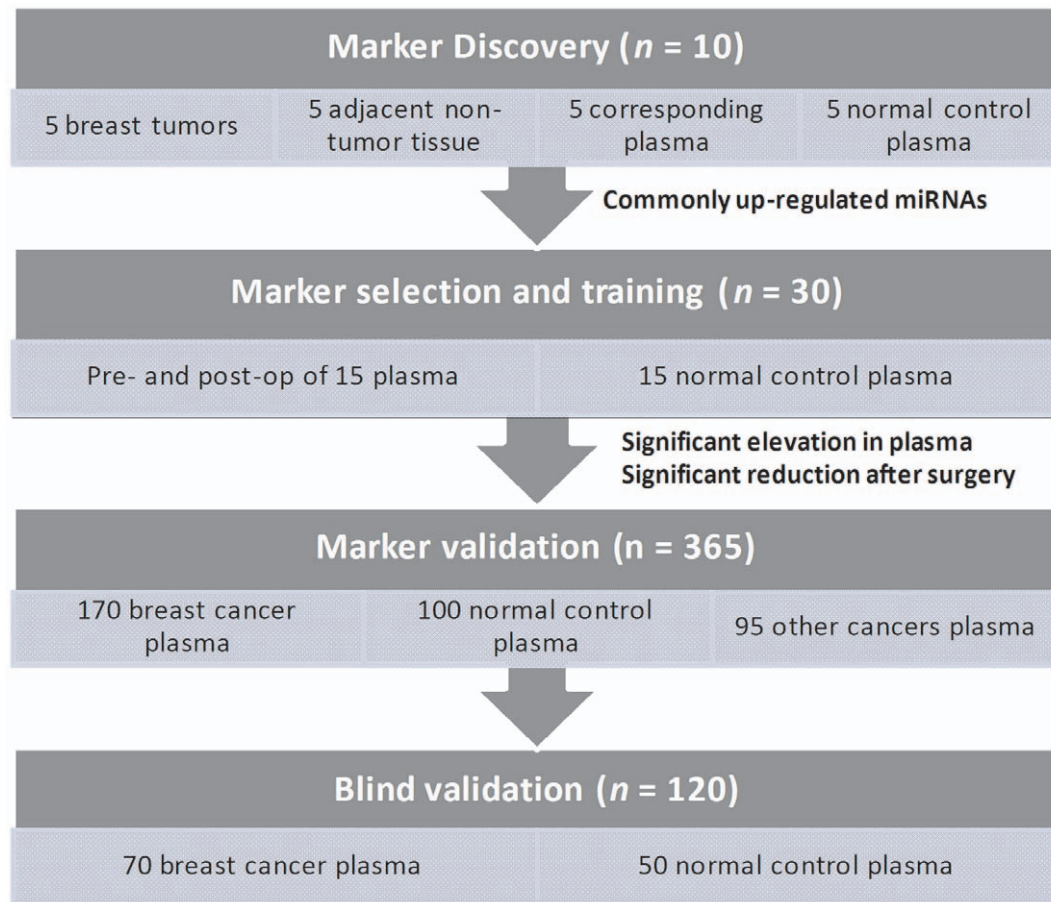 Marker Discovery (n = 10)
5 breast tumors
5 adjacent non-
tumor tissue
5 corresponding
plasma
5 normal control
plasma
Commonly up-regulated miRNAs
Marker selection and training (n = 30)
Pre- and post-op of 15 plasma
15 normal control plasma
Significant elevation in plasma
Significant reduction after surgery
Marker validation (n = 365)
170 breast cancer
plasma
100 normal control
plasma
95 other cancers plasma
Blind validation (n = 120)
70 breast cancer plasma
50 normal control plasma